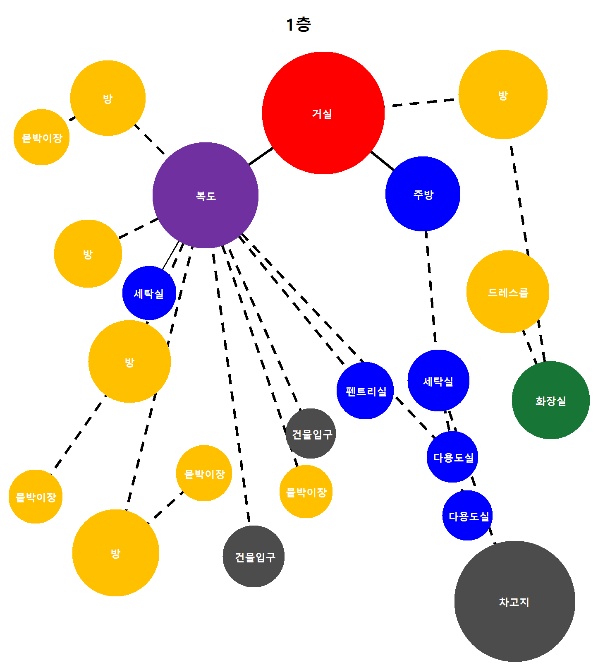 1층
거실
방
방
붙박이장
복도
주방
방
세탁실
드레스룸
방
펜트리실
세탁실
화장실
건물입구
다용도실
붙박이장
붙박이장
붙박이장
다용도실
방
건물입구
차고지